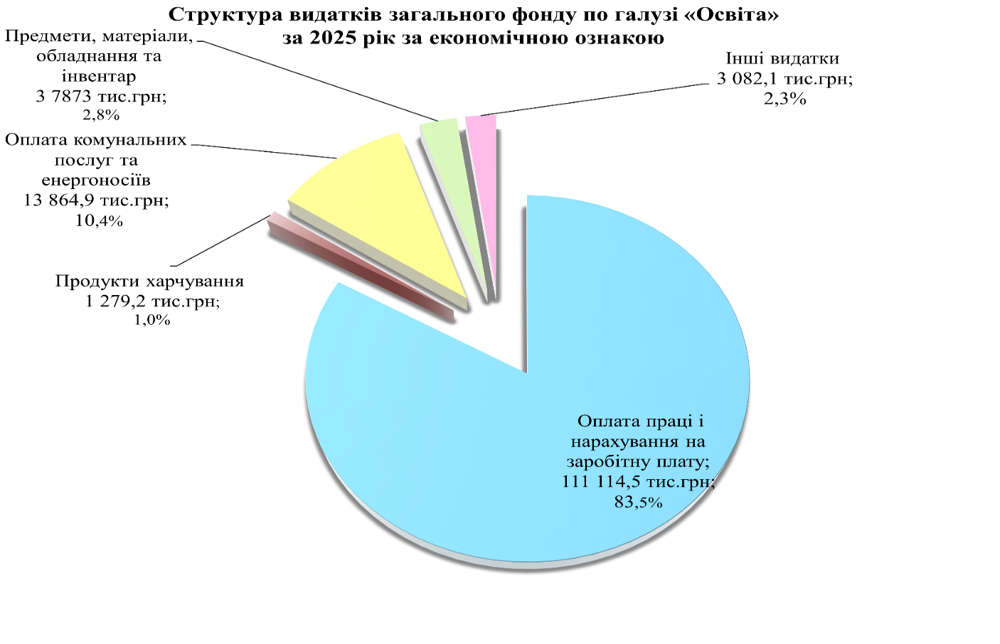 Структура видатків загального фонду по галузі «Освіта»
за 2025 рік за економічною ознакою
Предмети, матеріали,
обладнання та
інвентар
3 7873 тис.грн;
2,8%
Інші видатки
3 082,1 тис.грн;
2,3%
Оплата комунальних
послуг та
енергоносіїв
13 864,9 тис.грн;
10,4%
Продукти харчування
1 279,2 тис.грн;
1,0%
Оплата праці і
нарахування на
заробітну плату;
111 114,5 тис.грн;
83,5%